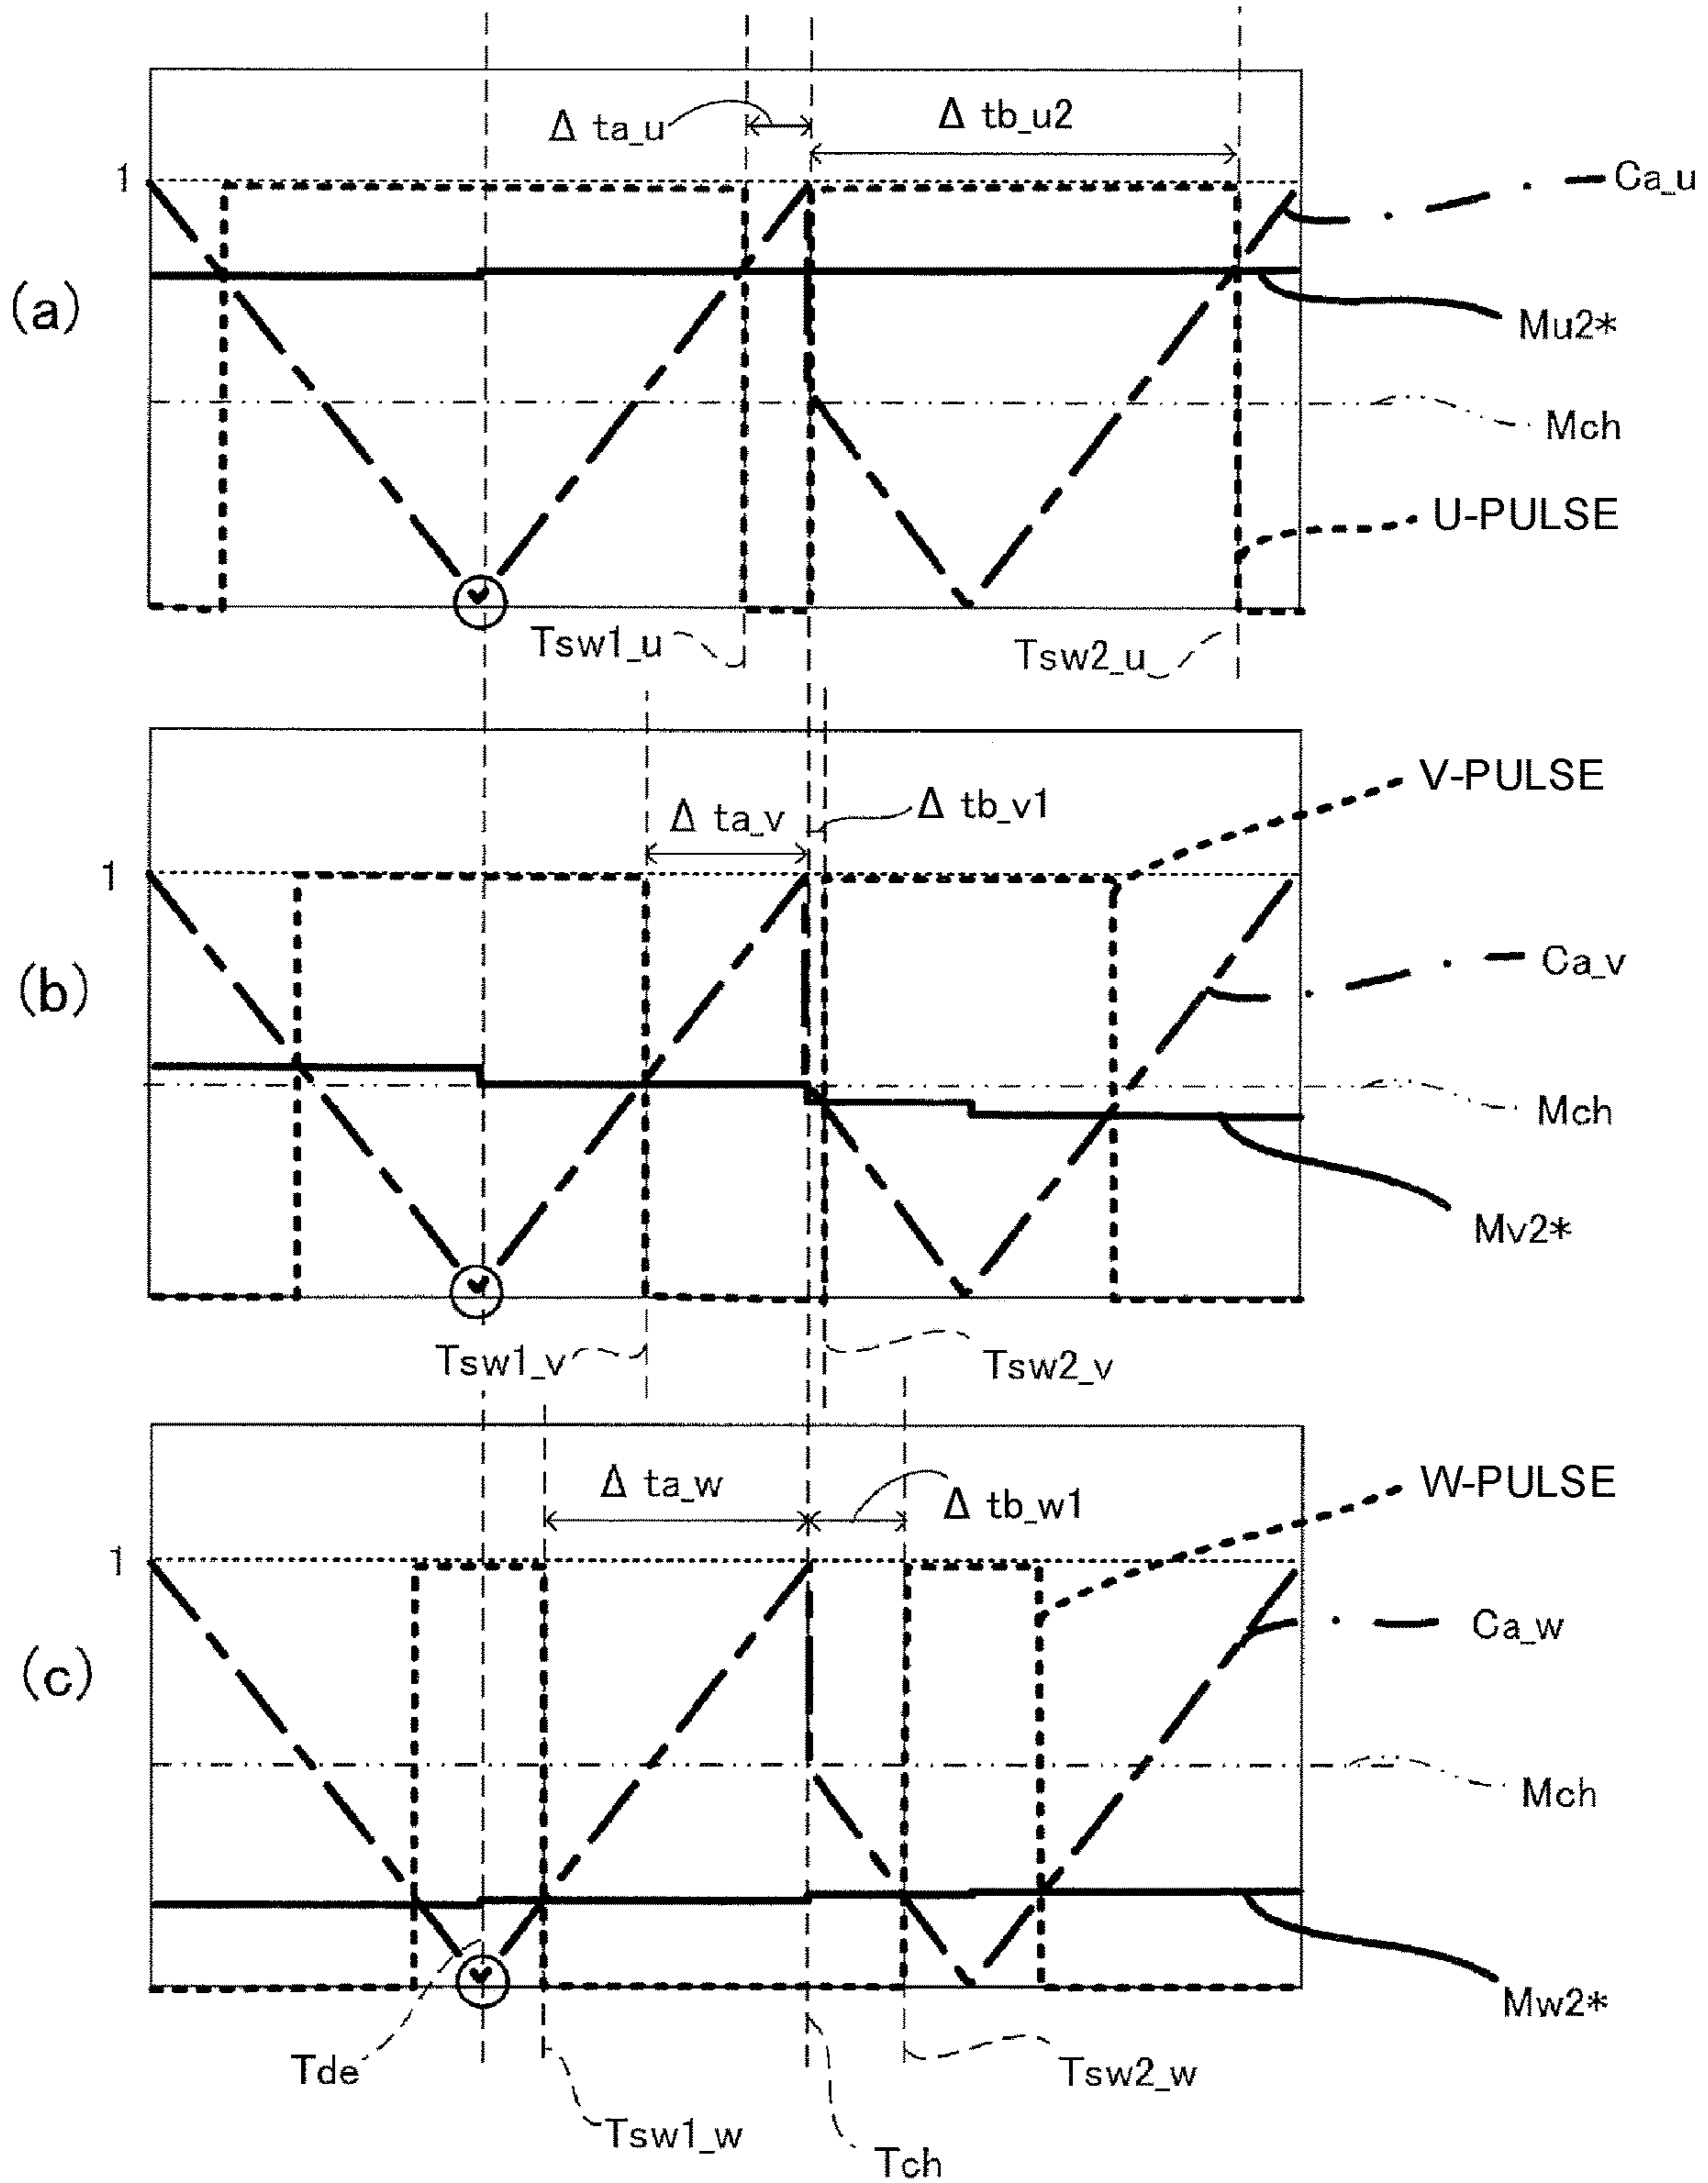 Δ ta_u
Δ tb_u2
1
Ca_u
(a)
Mu2*
Mch
U-PULSE
Tsw1_u
Tsw2_u
V-PULSE
Δ ta_v
Δ tb_v1
1
Ca_v
(b)
Mch
Mv2*
Tsw1_v
Tsw2_v
W-PULSE
Δ ta_w
Δ tb_w1
1
Ca_w
(c)
Mch
Mw2*
Tde
Tsw2_w
Tsw1_w
Tch